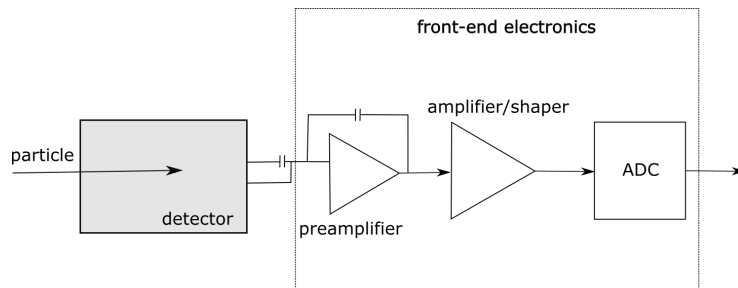 front-end electronics
amplifier/shaper
particle
ADC
detector
preamplifier